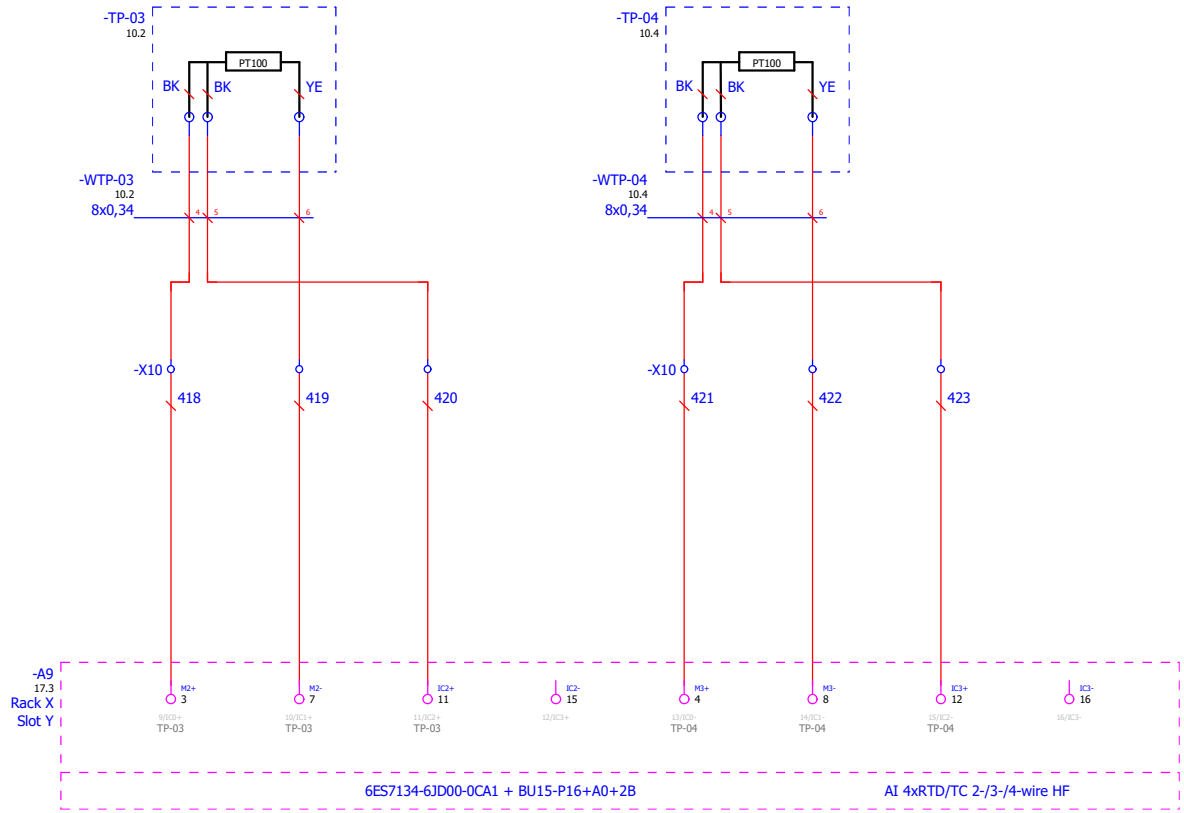 -TP-03
10.2
PT100
BK
BK
YE
-TP-04
10.4
PT100
BK
BK
YE
-WTP-03
10.2
8x0,34
4
5
6
-WTP-04
10.4
8x0,34
4
5
6
-X10
418
419
420
-X10
421
422
423
-A9
17.3
Rack X
Slot Y
M2+
3
9/IC0+
TP-03
M2-
7
10/IC1+
TP-03
IC2+
11
11/IC2+
TP-03
IC2-
15
12/IC3+
M3+
4
13/IC0-
TP-04
M3-
8
14/IC1-
TP-04
IC3+
12
15/IC2-
TP-04
IC3-
16
16/IC3-
6ES7134-6JD00-0CA1 + BU15-P16+A0+2B
AI 4xRTD/TC 2-/3-/4-wire HF